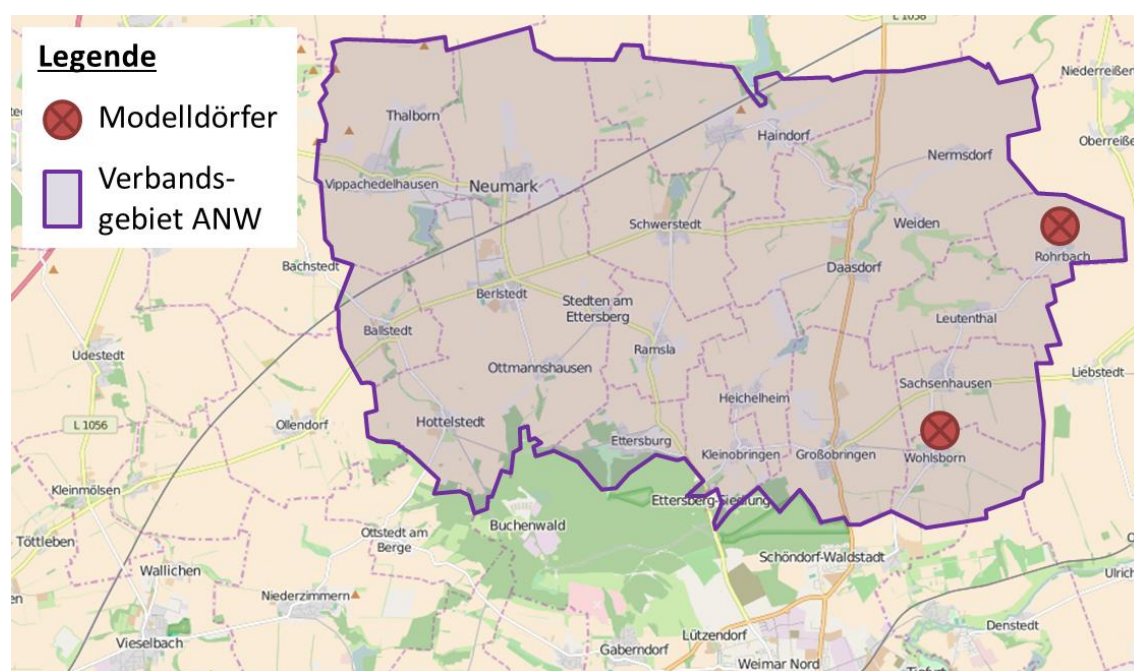 Legende
Modelldörfer
Verbands-
gebiet ANW
L 1058
Niederreißen
Thalborn
Haindorf
Oberreiße
Nermsdorf
Vippachedelhausen
Neumark
Schwerstedt
Weiden
Rohrbach
Bachstedt
Daasdorf
Berlstedt
Stedten am
Ettersberg
Leutenthal
Ballstedt
Udestedt
Ramsla
Ottmannshausen
Liebstedt
Sachsenhausen
Heichelheim
L 1056
Ollendorf
Hottelstedt
Ettersburg
Kleinobringen
Großobringen
Wohlsborn
Kleinmölsen
Ettersberg-Siedlung
Buchenwald
Ottstedt am
Berge
Töttleben
Schöndorf-Waldstadt
Wallichen
Ulrich
Niederzimmern
Denstedt
Vieselbach
Lützendorf
Gaberndorf
Weimar Nord